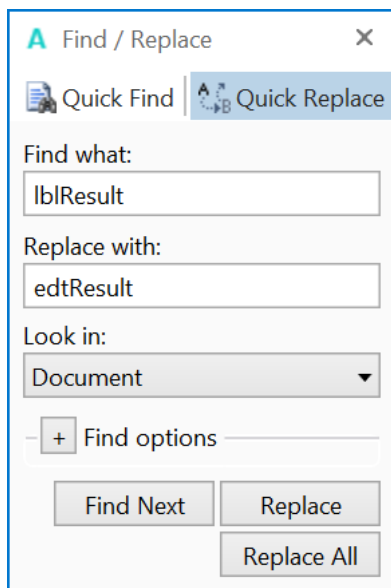 A Find / Replace ×
Quick Find A B Quick Replace
Find what:
lblResult
Replace with:
edtResult
Look in:
Document
+ Find options
Find Next Replace
Replace All